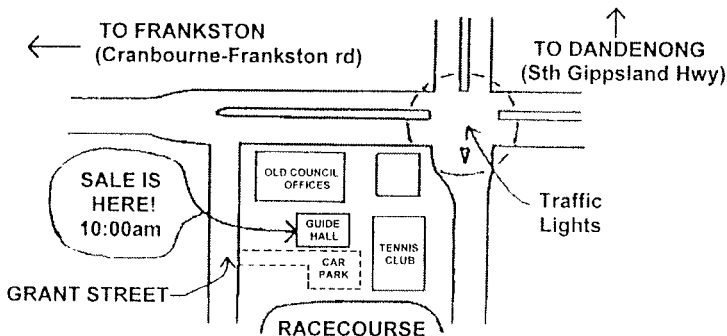 TO FRANKSTON
(Cranbourne-Frankston rd)
TO DANDENONG
(Sth Gippsland Hwy)
OLD COUNCIL
OFFICES
SALE IS
HERE!
10:00am
GUIDE
HALL
Traffic
Lights
TENNIS
CLUB
CAR
PARK
GRANT STREET
RACECOURSE